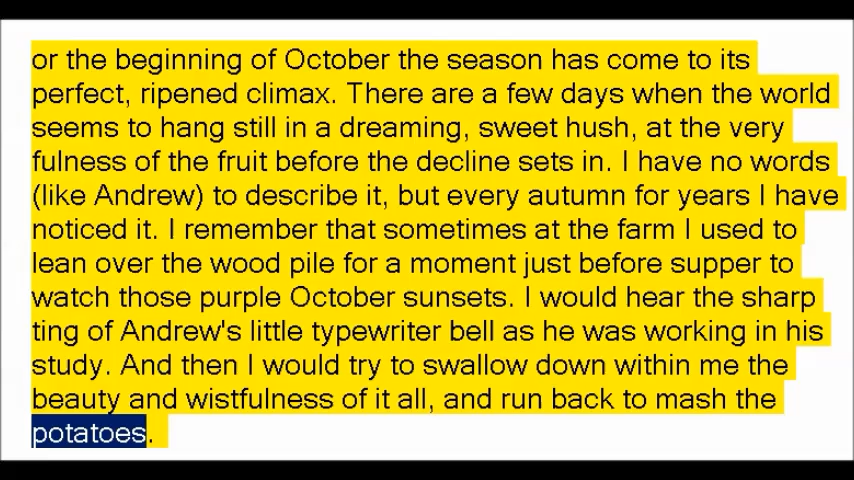 or the beginning of October the season has come to its
perfect, ripened climax. There are a few days when the world
seems to hang still in a dreaming, sweet hush, at the very
fulness of the fruit before the decline sets in. I have no words
(like Andrew) to describe it, but every autumn for years I have
noticed it. I remember that sometimes at the farm I used to
lean over the wood pile for a moment just before supper to
watch those purple October sunsets. I would hear the sharp
ting of Andrew's little typewriter bell as he was working in his
study. And then I would try to swallow down within me the
beauty and wistfulness of it all, and run back to mash the
potatoes.